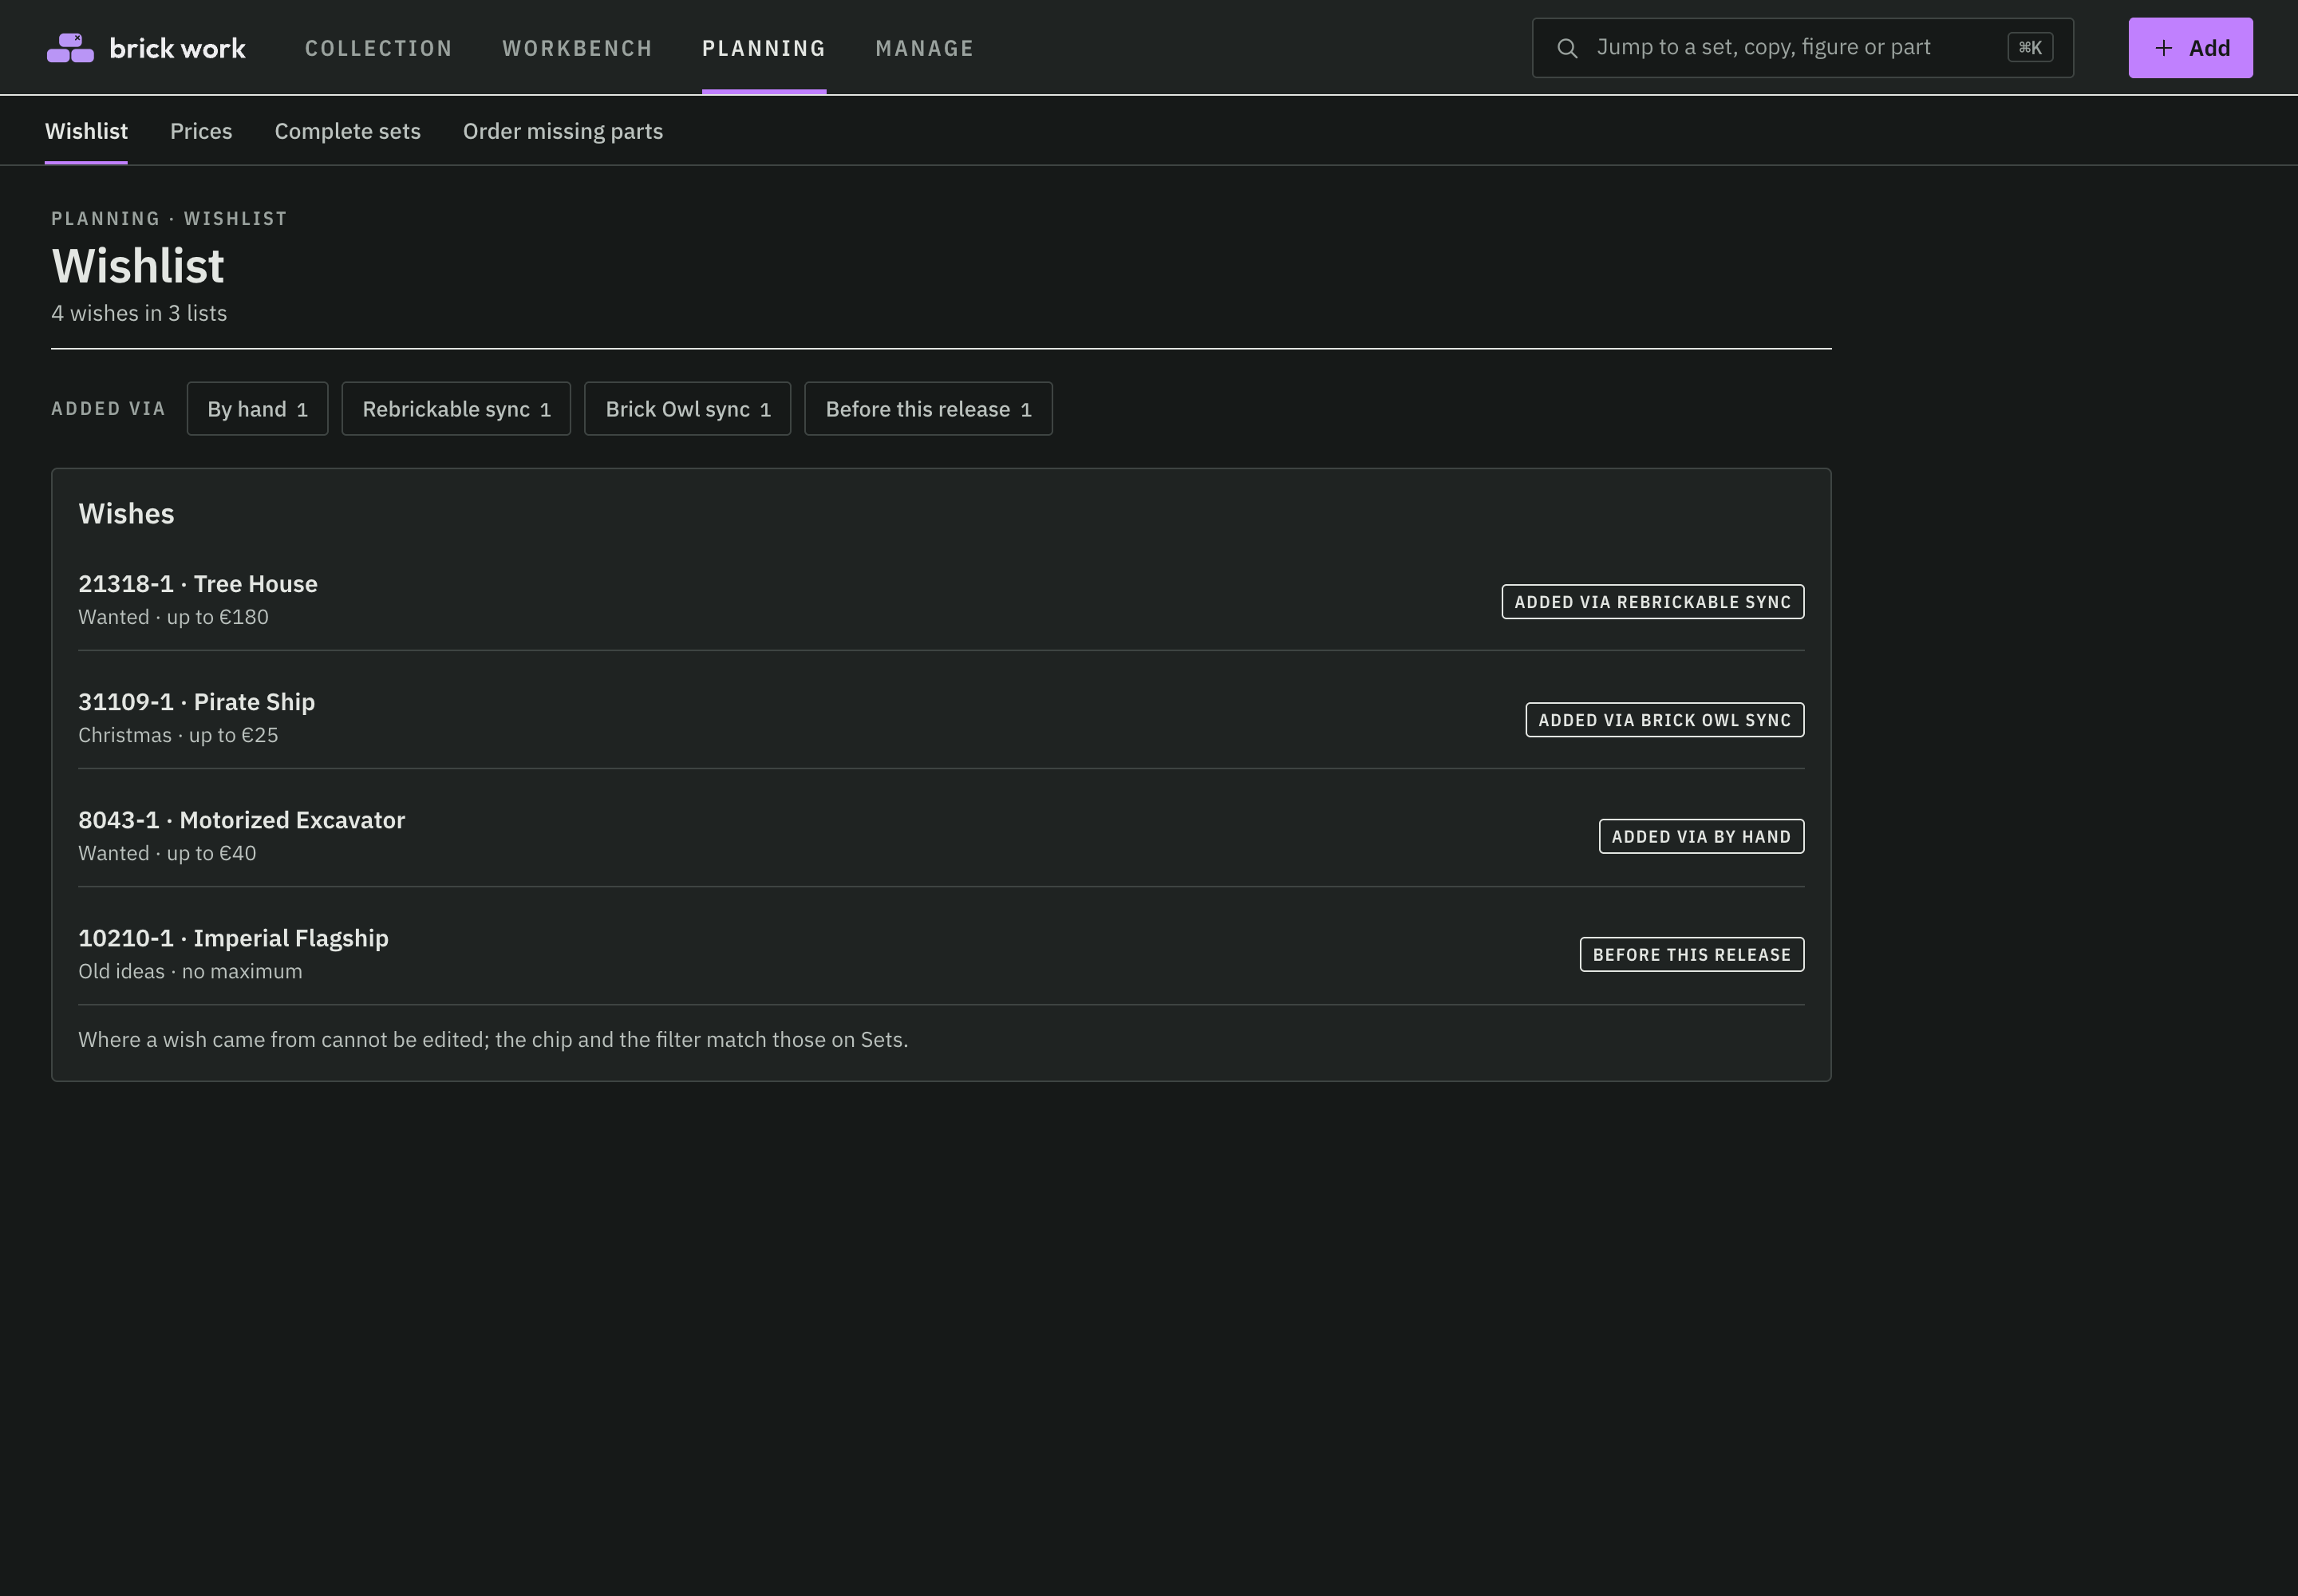 brick work
COLLECTION WORKBENCH PLANNING MANAGE
Jump to a set, copy, figure or part ⌘K
+ Add
Wishlist Prices Complete sets Order missing parts
PLANNING · WISHLIST
Wishlist
4 wishes in 3 lists
ADDED VIA By hand 1 Rebrickable sync 1 Brick Owl sync 1 Before this release 1
Wishes
21318-1 · Tree House
Wanted · up to €180
ADDED VIA REBRICKABLE SYNC
31109-1 · Pirate Ship
Christmas · up to €25
ADDED VIA BRICK OWL SYNC
8043-1 · Motorized Excavator
Wanted · up to €40
ADDED VIA BY HAND
10210-1 · Imperial Flagship
Old ideas · no maximum
BEFORE THIS RELEASE
Where a wish came from cannot be edited; the chip and the filter match those on Sets.